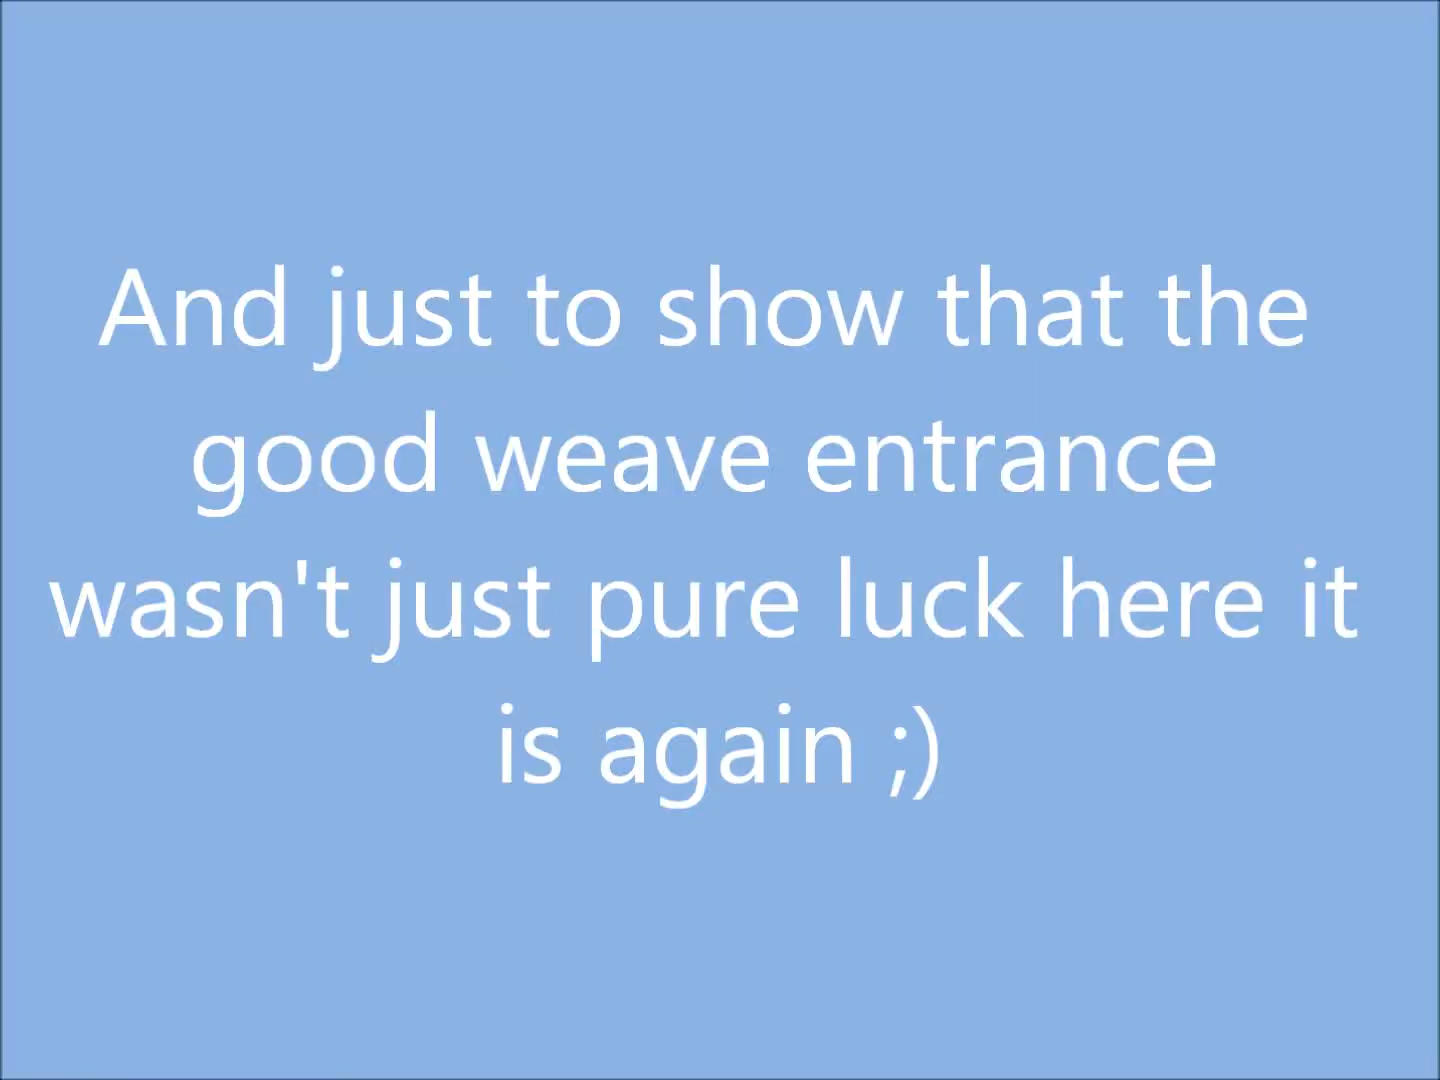 And just to show that the
good weave entrance
wasn't just pure luck here it
is again ;)